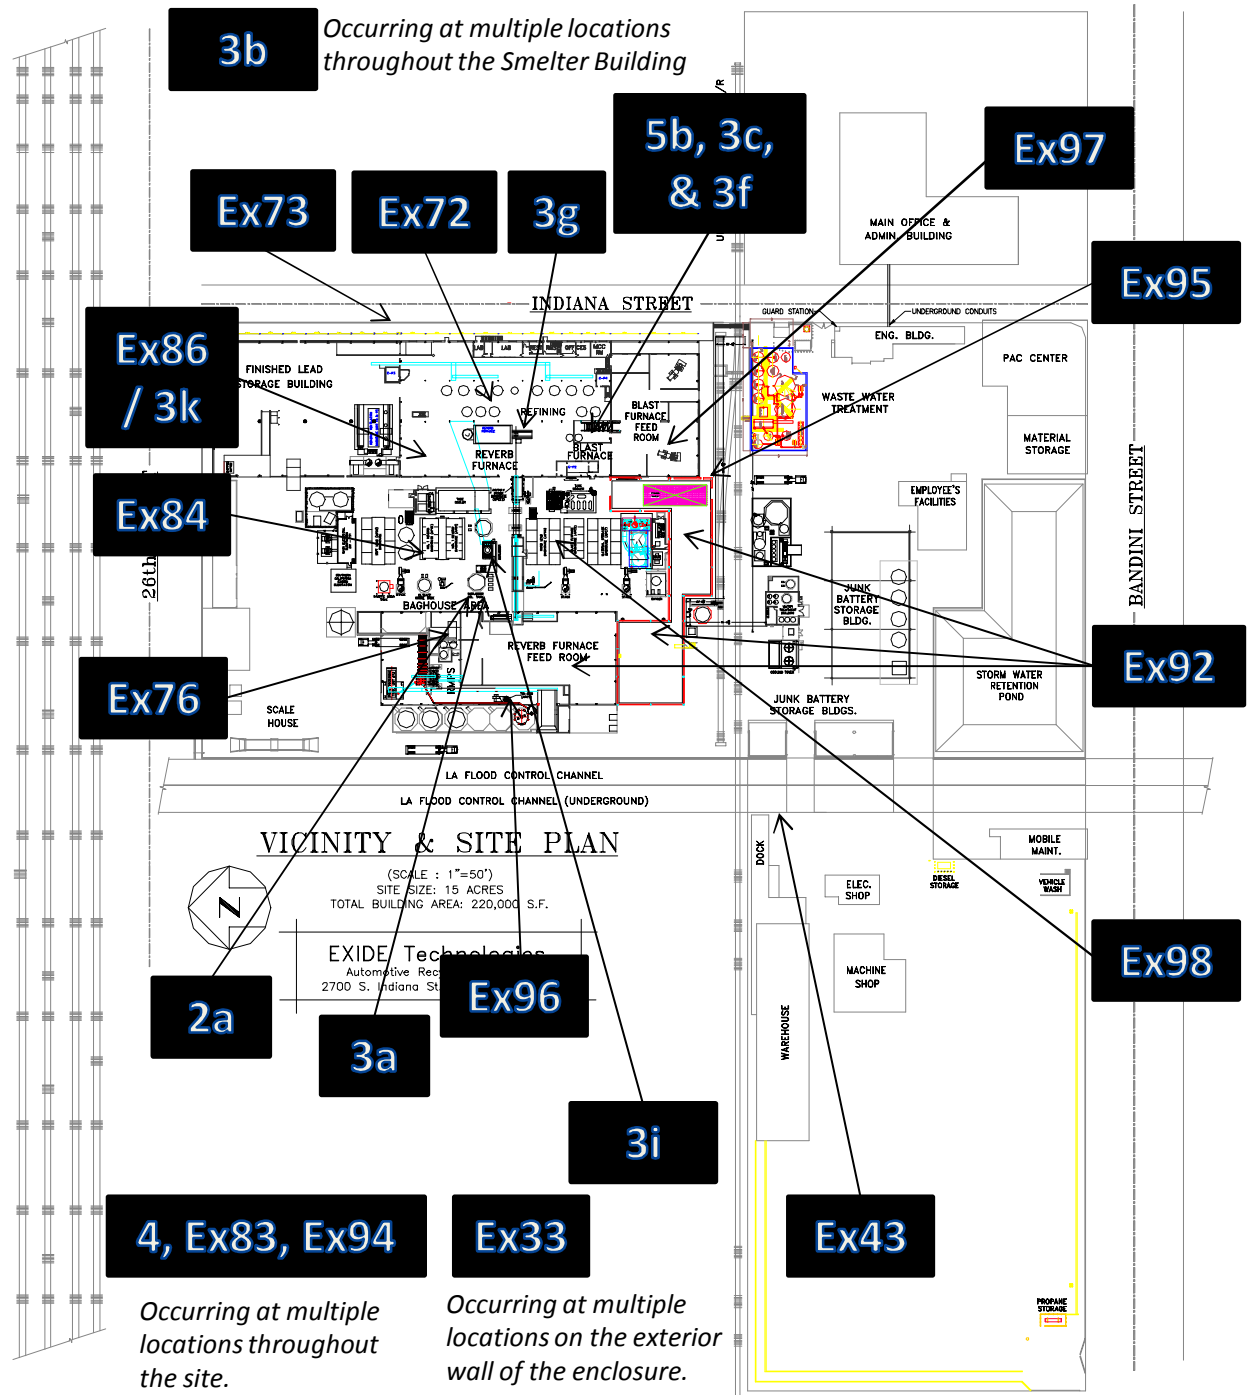 3b
Occurring at multiple locations
throughout the Smelter Building
5b, 3c,
& 3f
Ex97
Ex73
Ex72
3g
MAIN OFFICE &
ADMIN. BUILDING
Ex95
INDIANA STREET
GUARD STATION
UNDERGROUND CONDUITS
ENG. BLDG.
Ex86
/ 3k
FINISHED LEAD
STORAGE BUILDING
LAB
OFFICES
MCC
RM
PAC CENTER
REFINING
BLAST
FURNACE
FEED
ROOM
WASTE WATER
TREATMENT
REVERB
FURNACE
BLAST
FURNACE
MATERIAL
STORAGE
BANDINI STREET
EMPLOYEE'S
FACILITIES
Ex84
26th
JUNK
BATTERY
STORAGE
BLDG.
BAGHOUSE AREA
REVERB FURNACE
FEED ROOM
Ex92
Ex76
RMPS
STORM WATER
RETENTION
POND
SCALE
HOUSE
JUNK BATTERY
STORAGE BLDGS.
LA FLOOD CONTROL CHANNEL
LA FLOOD CONTROL CHANNEL (UNDERGROUND)
VICINITY & SITE PLAN
(SCALE : 1"=50')
SITE SIZE: 15 ACRES
TOTAL BUILDING AREA: 220,000 S.F.
N
DOCK
MOBILE
MAINT.
DIESEL
STORAGE
VEHICLE
WASH
ELEC.
SHOP
EXIDE Technologies
Automotive Rec
2700 S. Indiana St.
Ex96
Ex98
MACHINE
SHOP
WAREHOUSE
2a
3a
3i
4, Ex83, Ex94
Ex33
Ex43
Occurring at multiple
locations throughout
the site.
Occurring at multiple
locations on the exterior
wall of the enclosure.
PROPANE
STORAGE